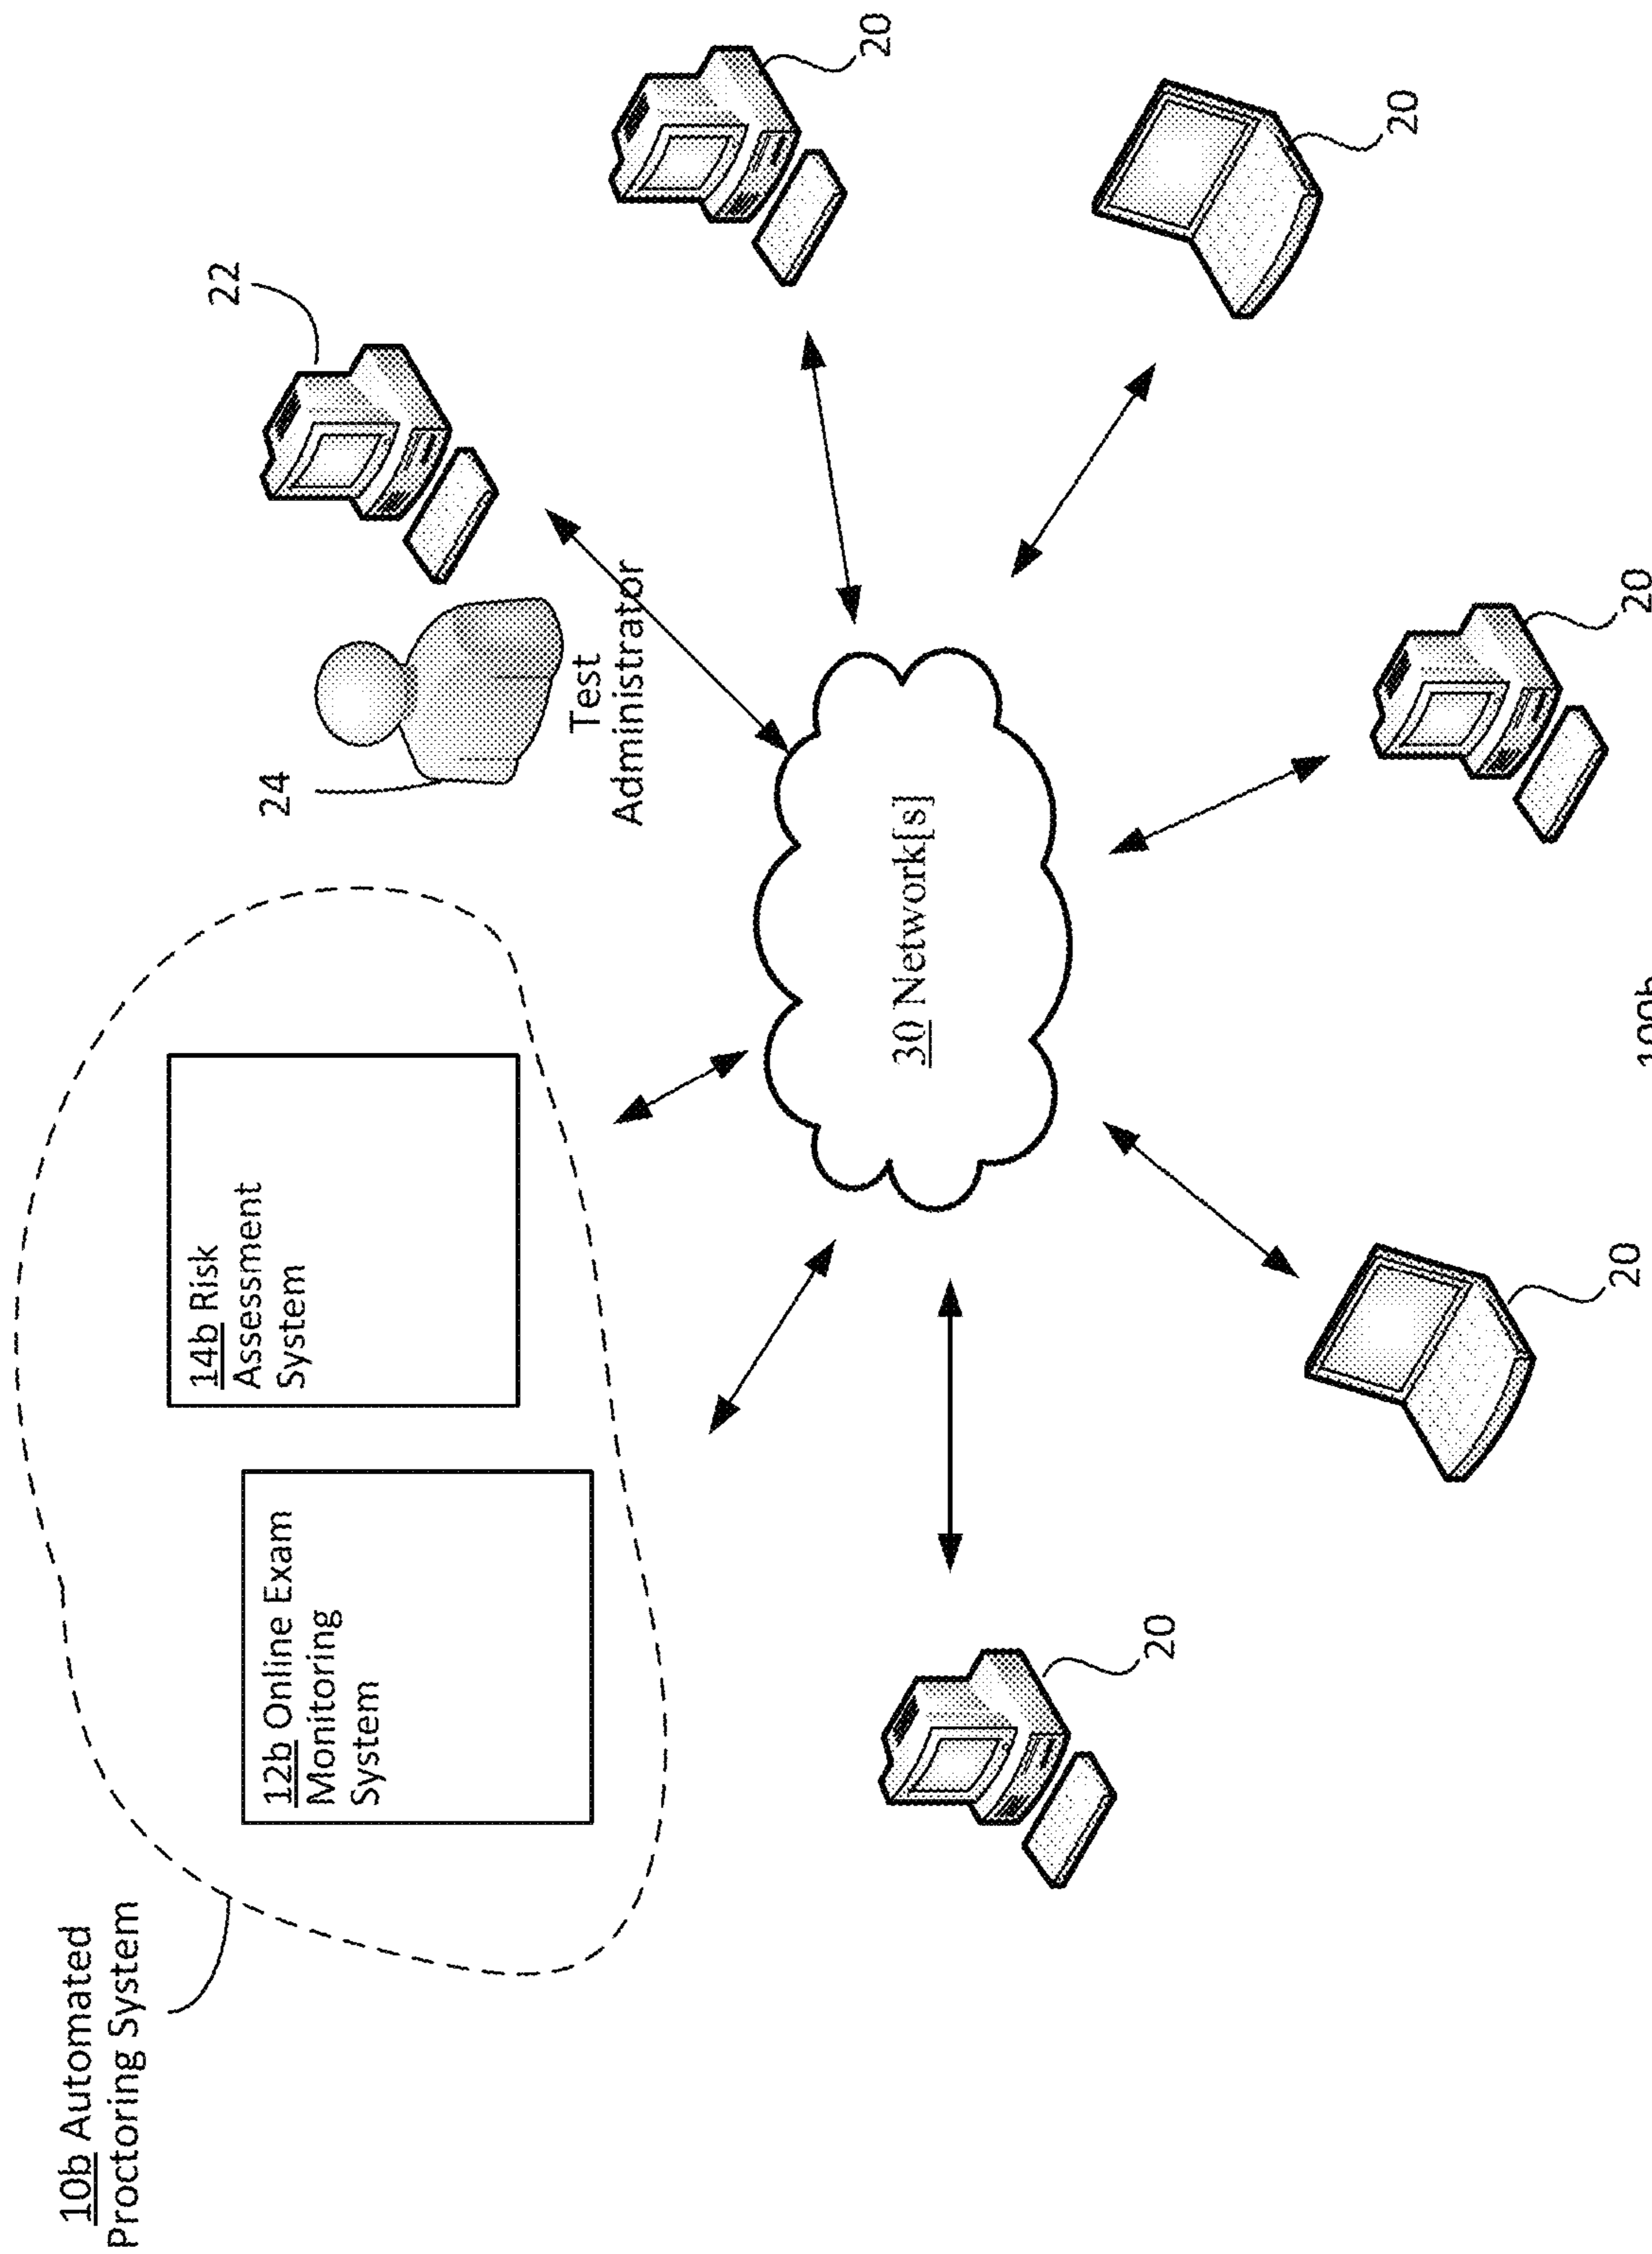 10b Automated
Proctoring System
12b Online Exam
Monitoring
System
14b Risk
Assessment
System
24
Test
Administrator
22
30 Network[s]
20
20
20
20
20